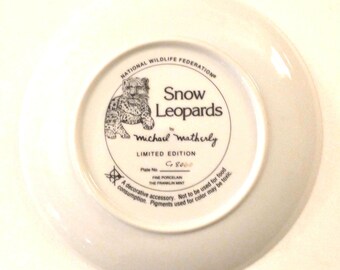 NATIONAL WILDLIFE FEDERATION®
Snow
Leopards
by
Michael Matherly
LIMITED EDITION
Plate No.
FINE PORCELAIN
THE FRANKLIN MINT
A decorative accessory. Not to be used for food
consumption. Pigments used for color may be toxic.